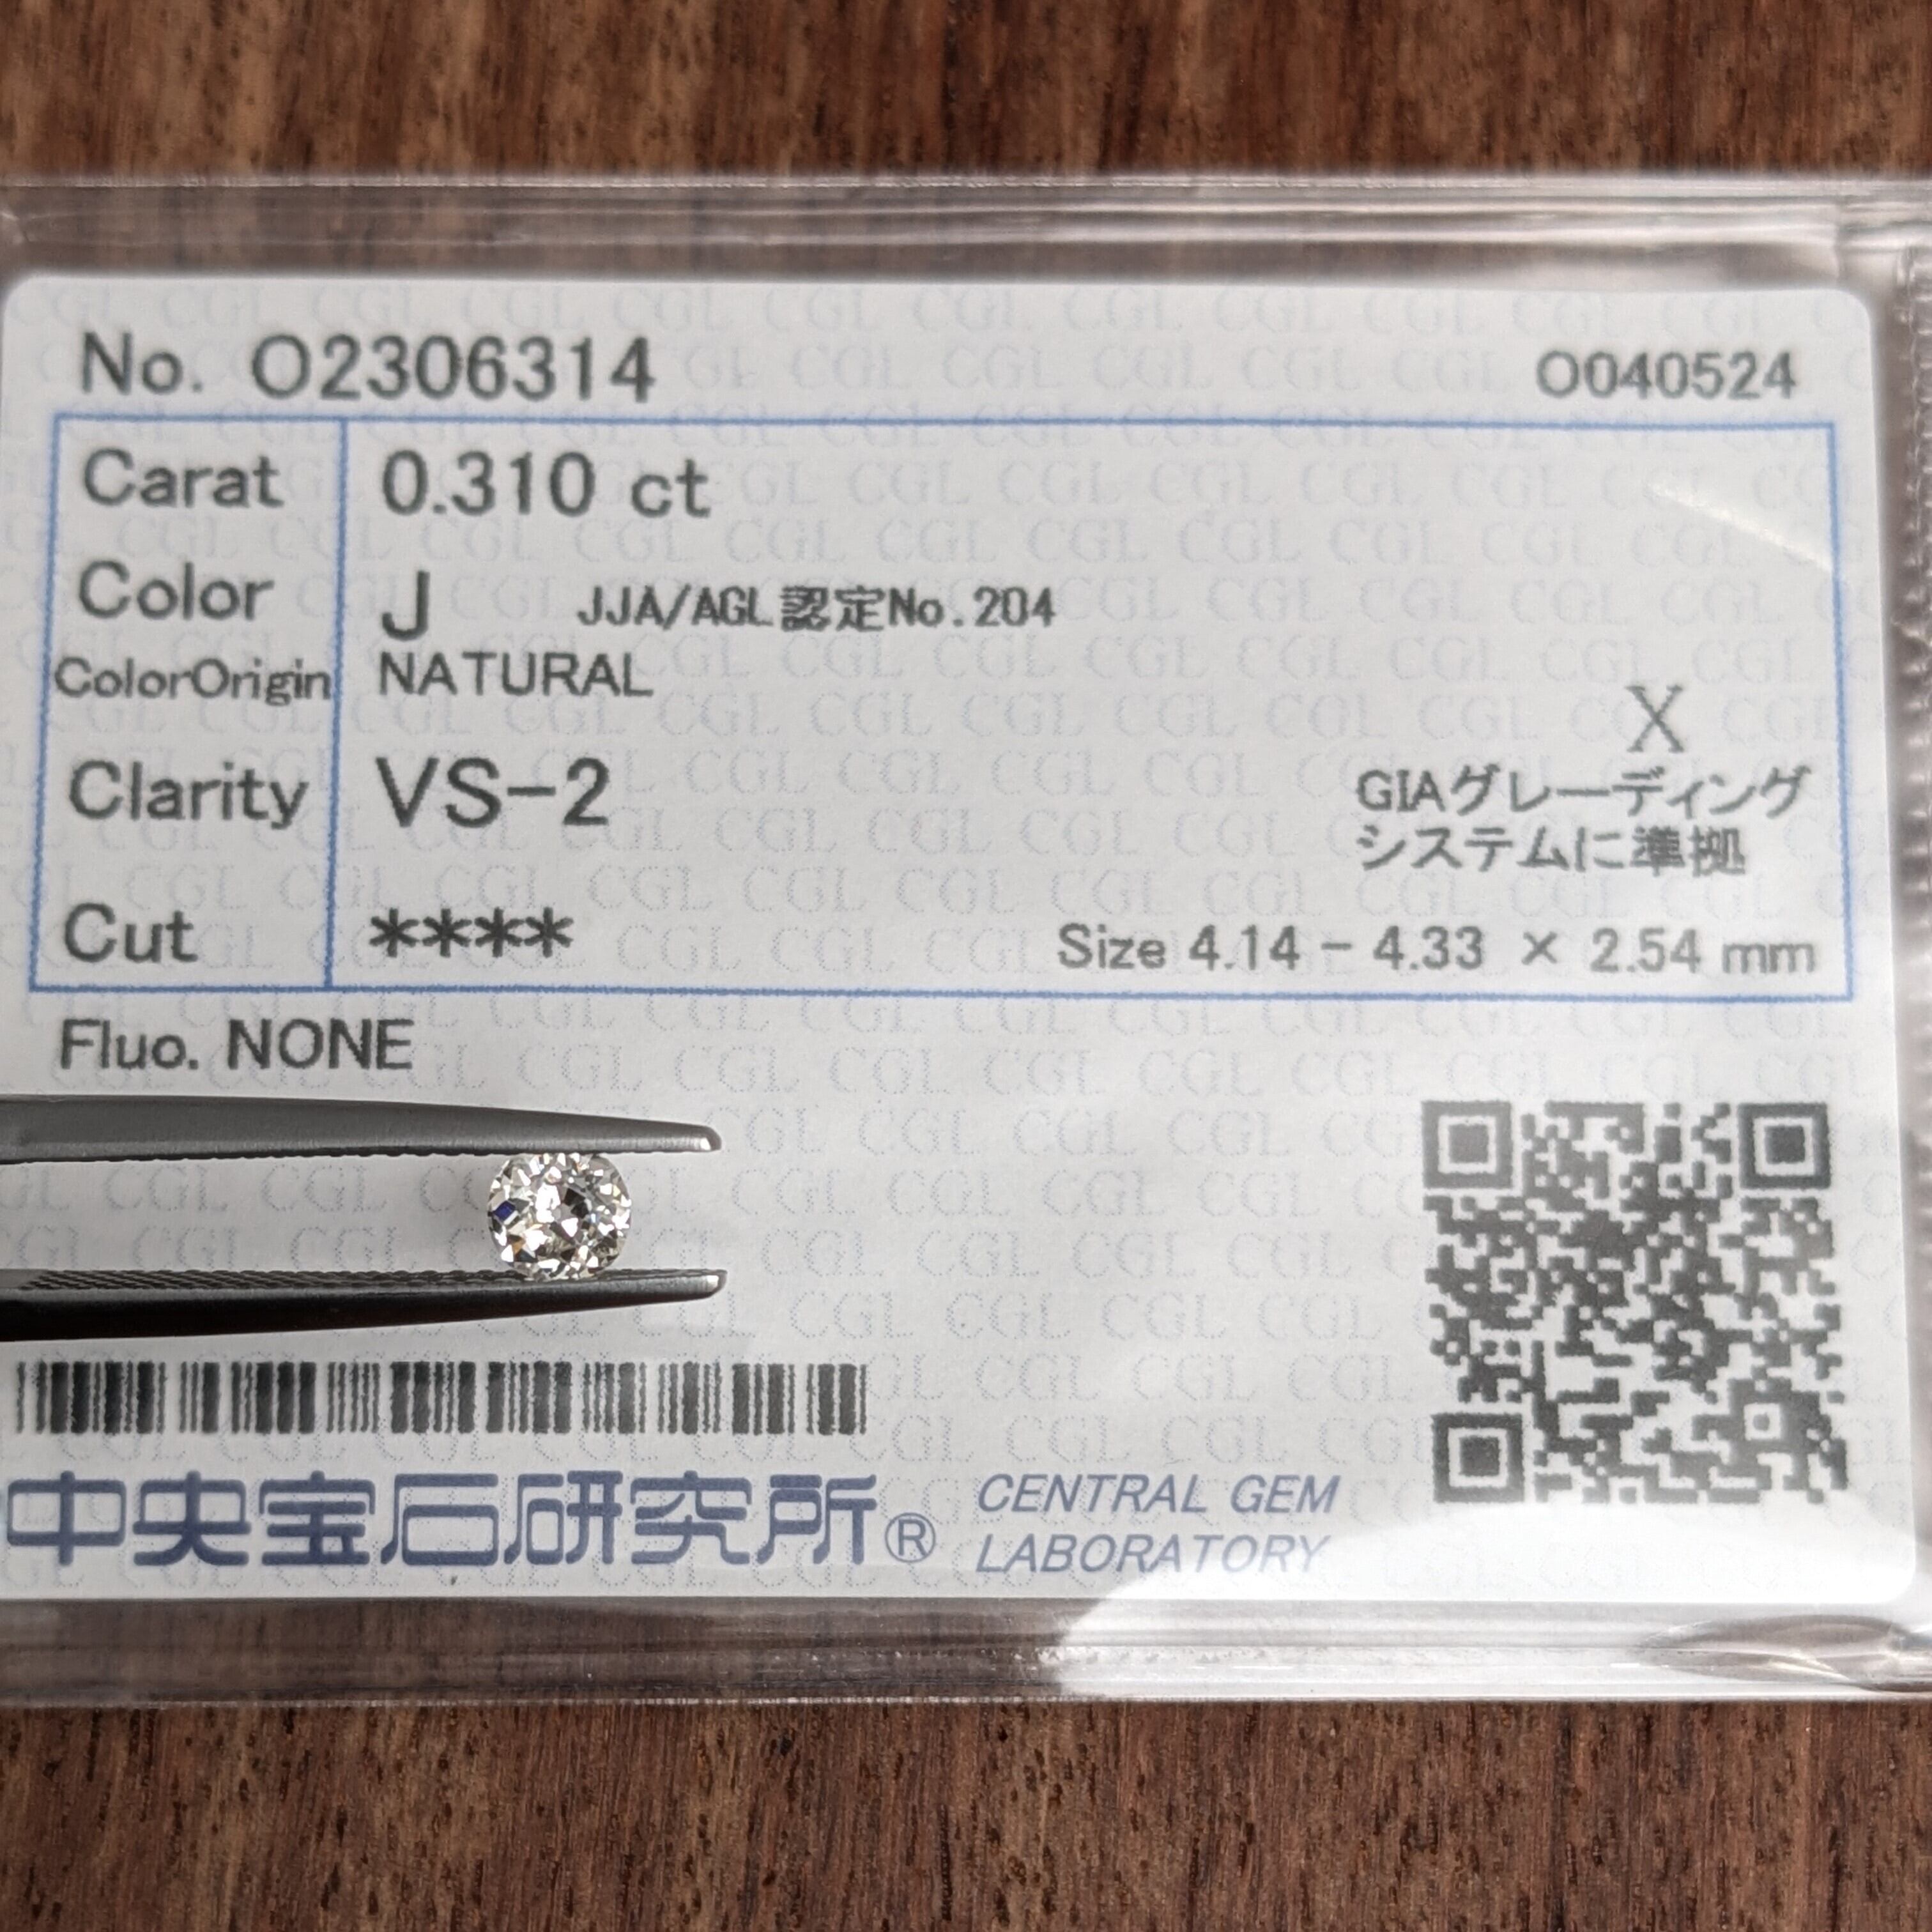 No. O2306314
O040524
Carat 0.310 ct
Color J JJA/AGL認定No.204
ColorOrigin NATURAL
X
Clarity VS-2
GIAグレーディング
システムに準拠
Cut ****
Size 4.14 - 4.33 × 2.54 mm
Fluo. NONE
中央宝石研究所®
CENTRAL GEM
LABORATORY